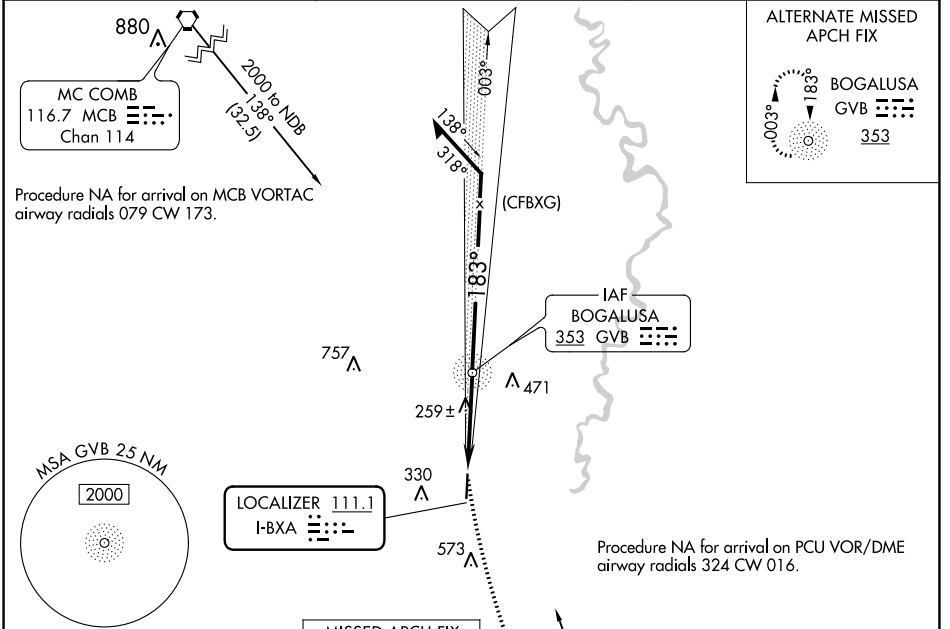 880
MC COMB
116.7 MCB
Chan 114
2000 to NDB
138°
(32.5)
Procedure NA for arrival on MCB VORTAC
airway radials 079 CW 173.
003°
138°
318°
(CFBXG)
183°
ALTERNATE MISSED
APCH FIX
003°
183°
BOGALUSA
GVB
353
IAF
BOGALUSA
353 GVB
757
471
259±
MSA GVB 25 NM
2000
330
LOCALIZER 111.1
I-BXA
573
Procedure NA for arrival on PCU VOR/DME
airway radials 324 CW 016.
MISSED APCH FIX